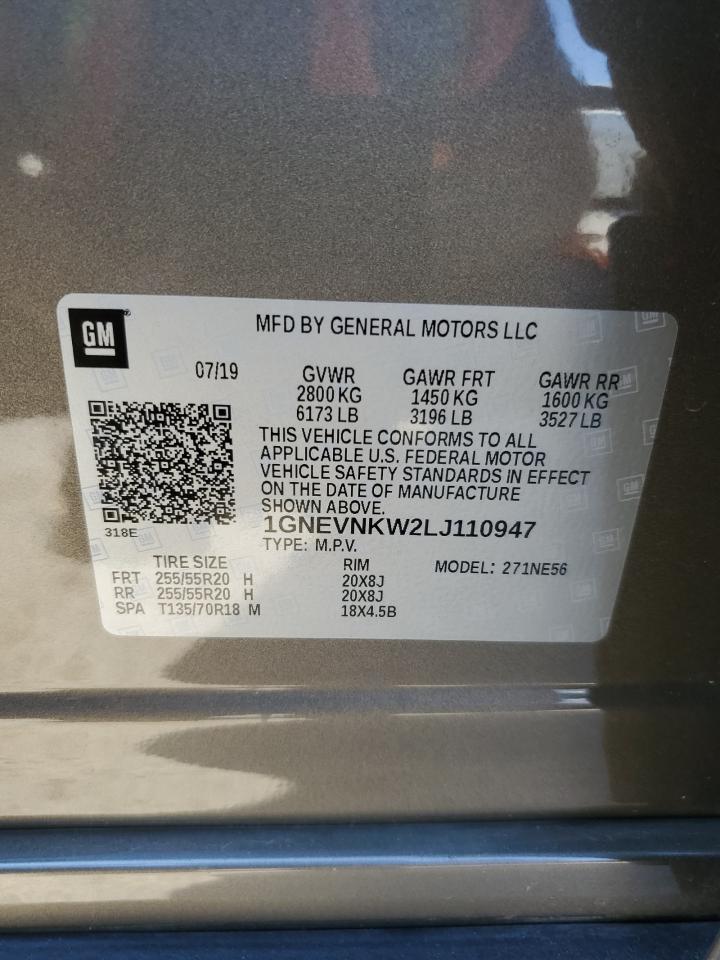 GM
MFD BY GENERAL MOTORS LLC
07/19 GVWR GAWR FRT GAWR RR
2800 KG 1450 KG 1600 KG
6173 LB 3196 LB 3527 LB
THIS VEHICLE CONFORMS TO ALL
APPLICABLE U.S. FEDERAL MOTOR
VEHICLE SAFETY STANDARDS IN EFFECT
ON THE DATE OF MANUFACTURE
SHOWN ABOVE.
318E
1GNEVNKW2LJ110947
TYPE: M.P.V.
TIRE SIZE RIM MODEL: 271NE56
FRT 255/55R20 H 20X8J
RR 255/55R20 H 20X8J
SPA T135/70R18 M 18X4.5B